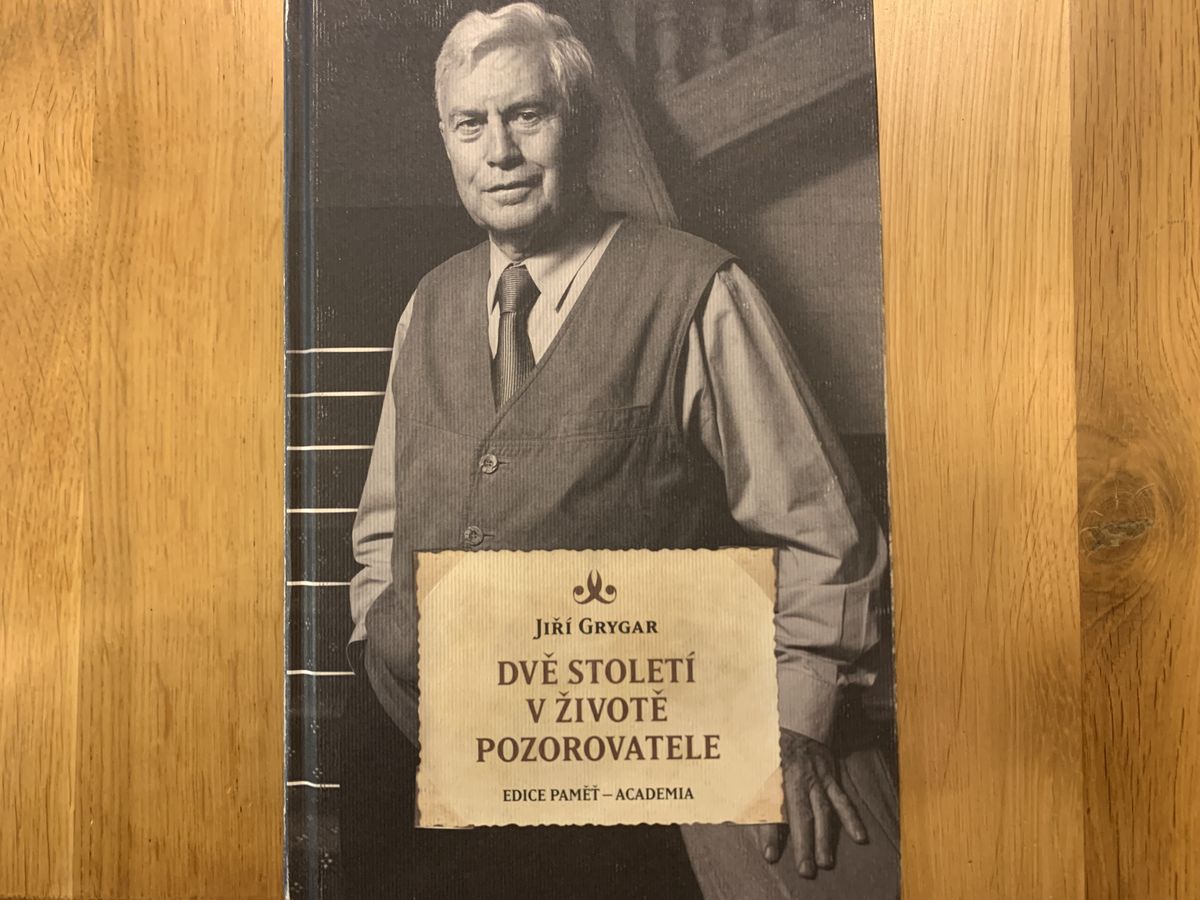 Jiří Grygar
DVĚ STOLETÍ
V ŽIVOTĚ
POZOROVATELE
EDICE PAMĚŤ – ACADEMIA